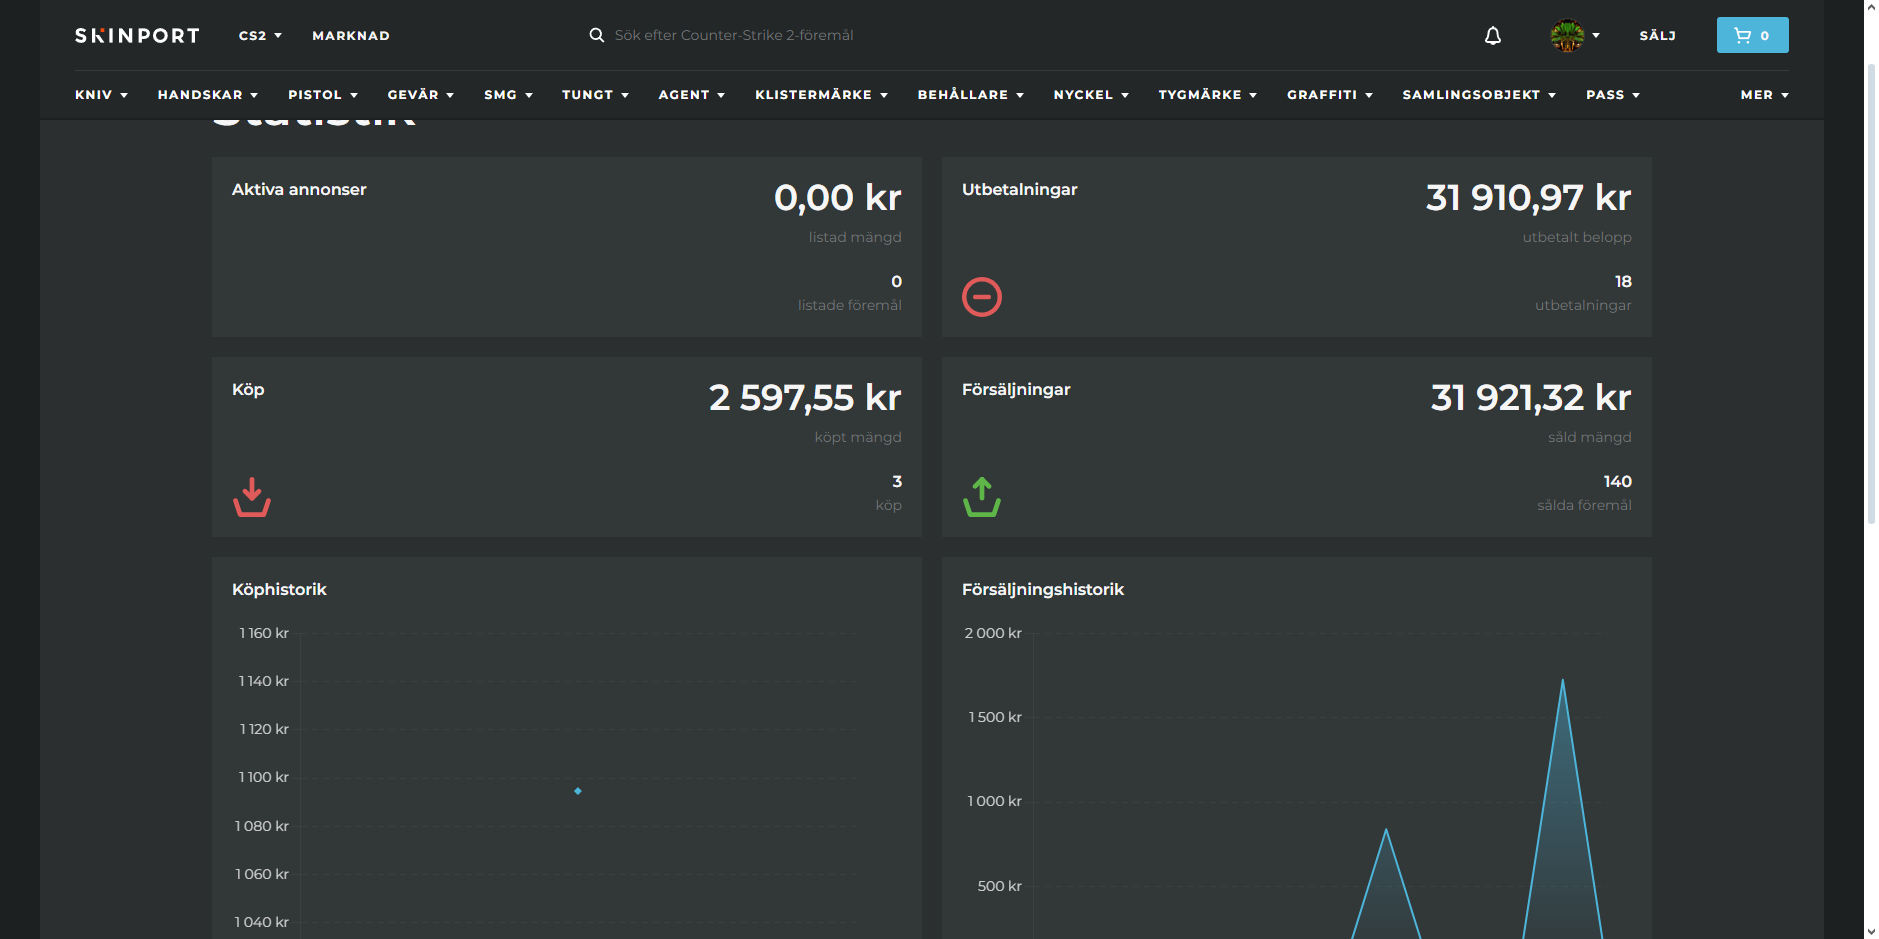 SKINPORT CS2 MARKNAD Sök efter Counter-Strike 2-föremål SÄLJ 0
KNIV HANDSKAR PISTOL GEVÄR SMG TUNGT AGENT KLISTERMÄRKE BEHÅLLARE NYCKEL TYGMÄRKE GRAFFITI SAMLINGSOBJEKT PASS MER
Statistik
Aktiva annonser
0,00 kr
listad mängd
0
listade föremål
Utbetalningar
31 910,97 kr
utbetalt belopp
18
utbetalningar
Köp
2 597,55 kr
köpt mängd
3
köp
Försäljningar
31 921,32 kr
såld mängd
140
sålda föremål
Köphistorik
1 160 kr
1 140 kr
1 120 kr
1 100 kr
1 080 kr
1 060 kr
1 040 kr
Försäljningshistorik
2 000 kr
1 500 kr
1 000 kr
500 kr